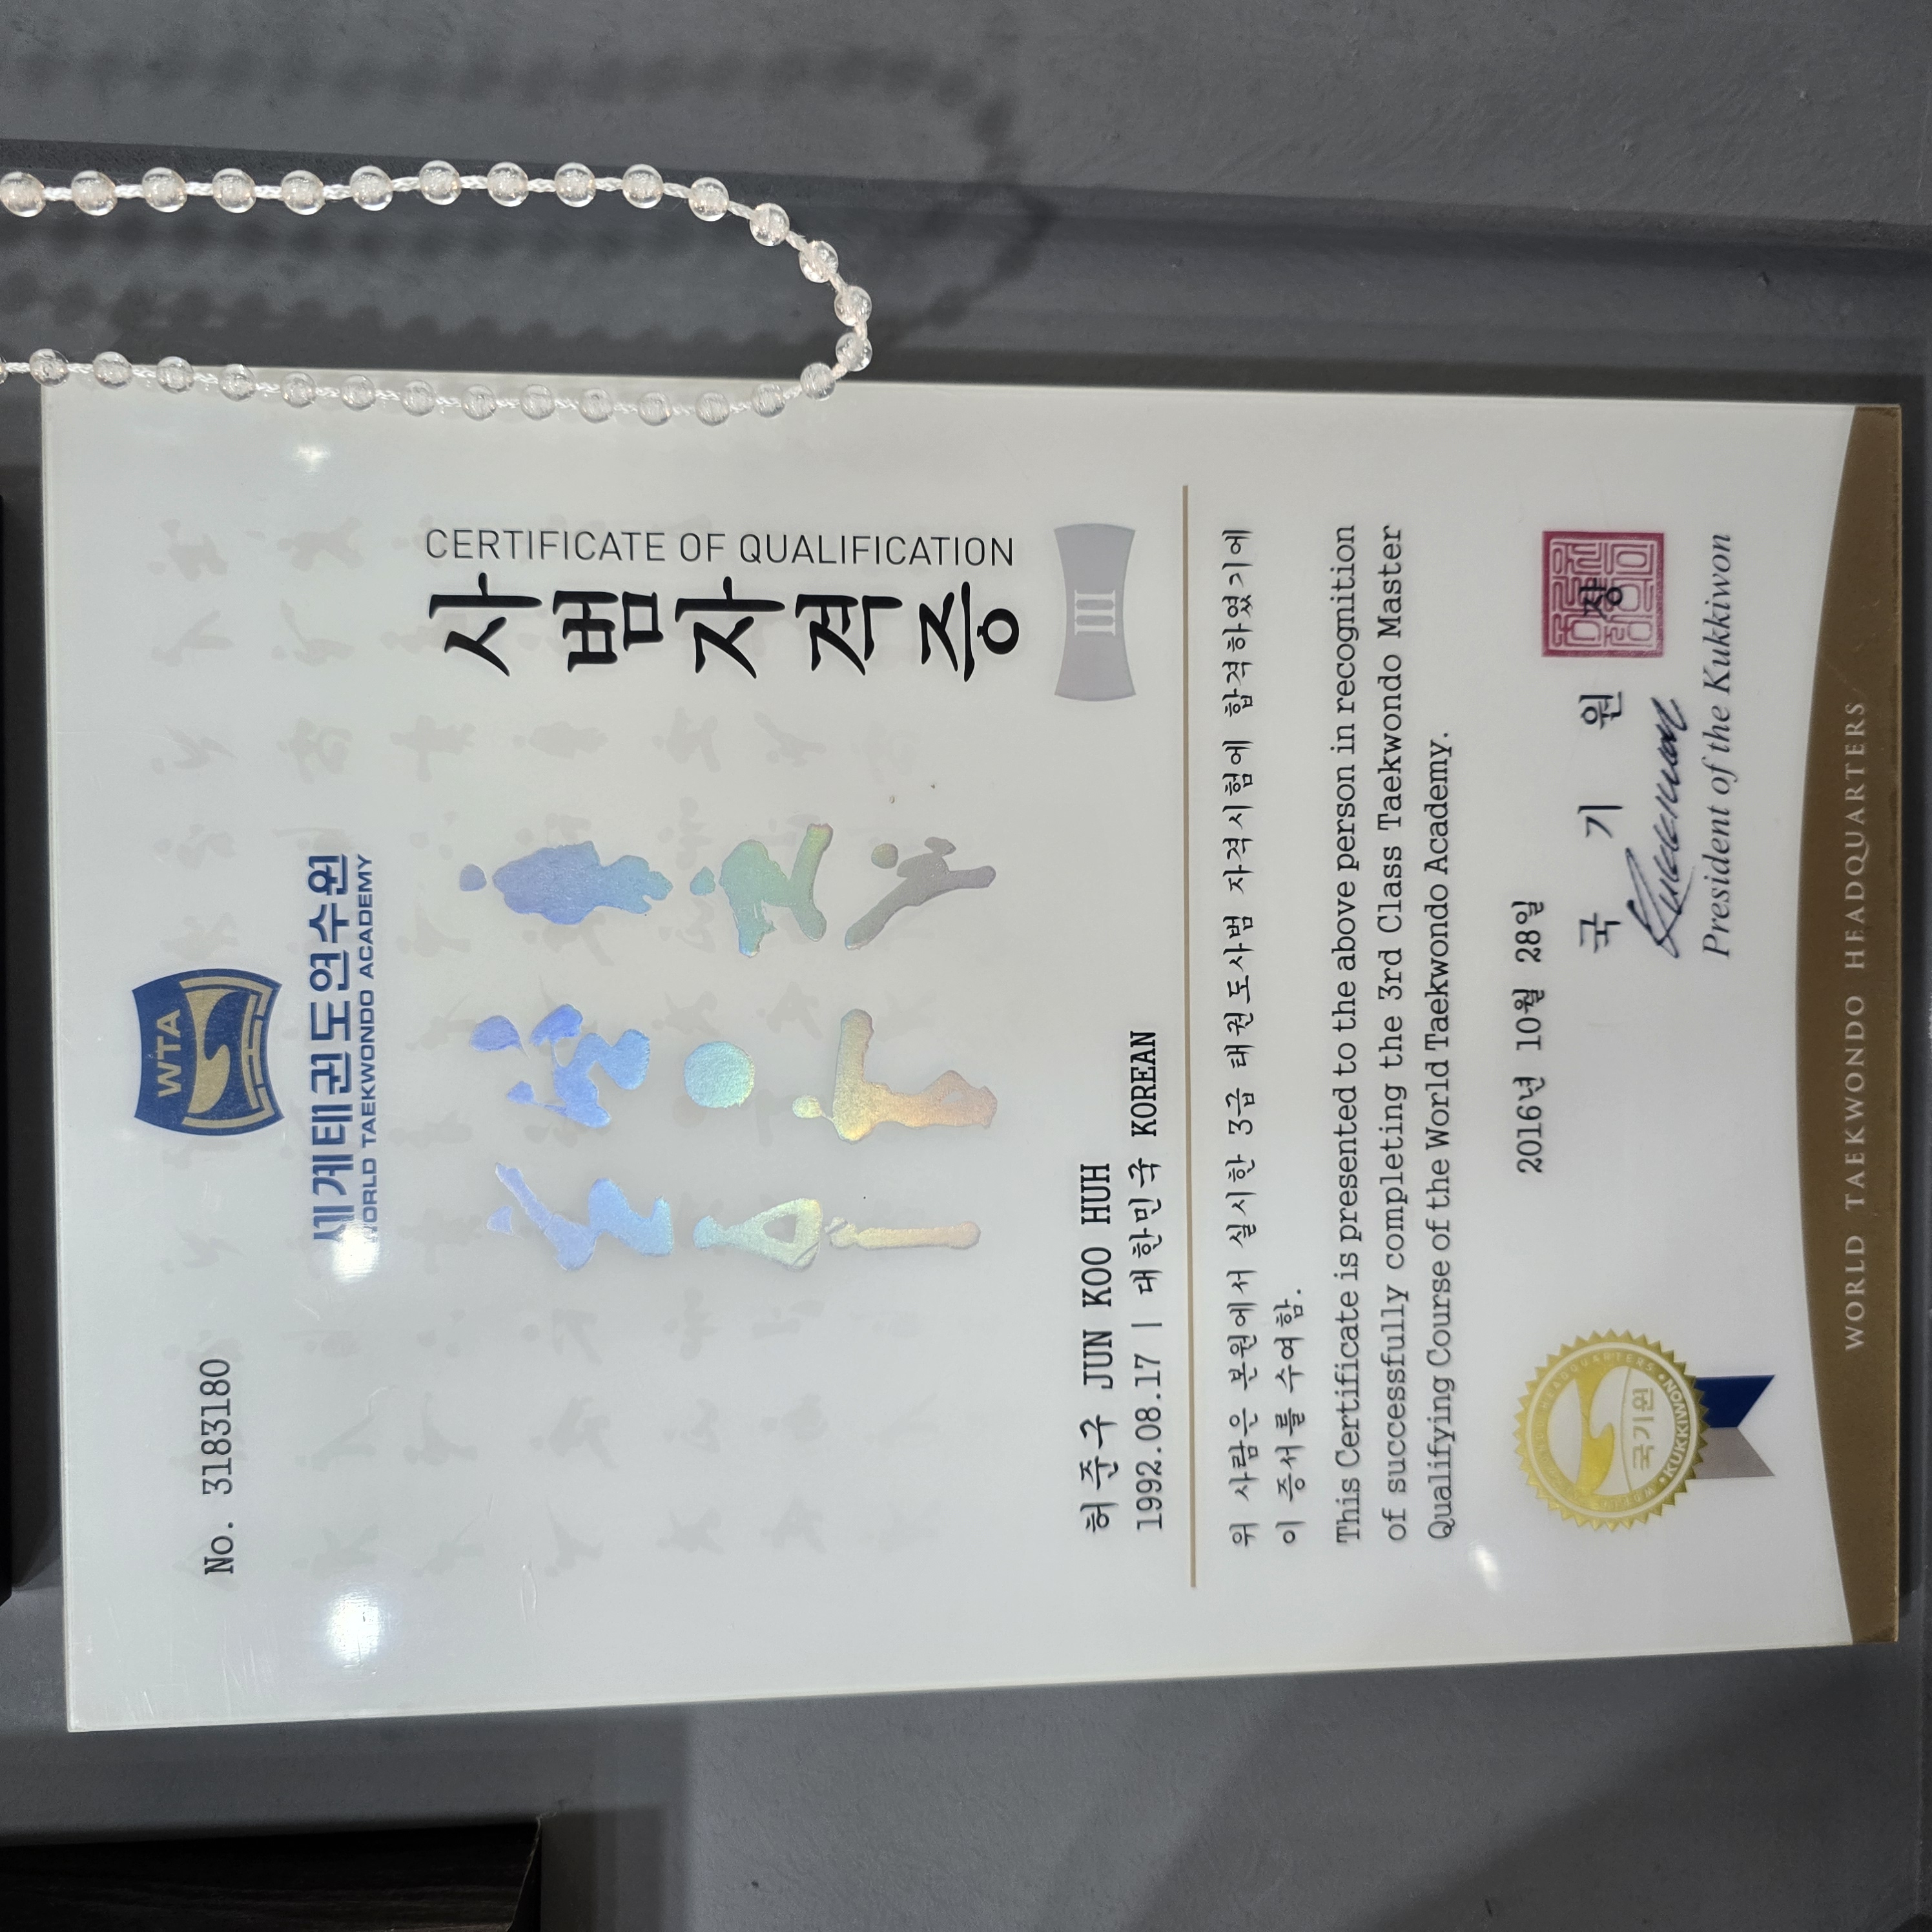 No. 3183180
WTA
세계태권도연수원
WORLD TAEKWONDO ACADEMY
CERTIFICATE OF QUALIFICATION
사범자격증
III
허준구 JUN KOO HUH
1992.08.17 | 대한민국 KOREAN
위 사람은 본원에서 실시한 3급 태권도사범 자격시험에 합격하였기에
이 증서를 수여함.
This Certificate is presented to the above person in recognition
of successfully completing the 3rd Class Taekwondo Master
Qualifying Course of the World Taekwondo Academy.
2016년 10월 28일
국 기 원 장
President of the Kukkiwon
국기원
KUKKIWON
WORLD TAEKWONDO HEADQUARTERS
WORLD TAEKWONDO HEADQUARTERS